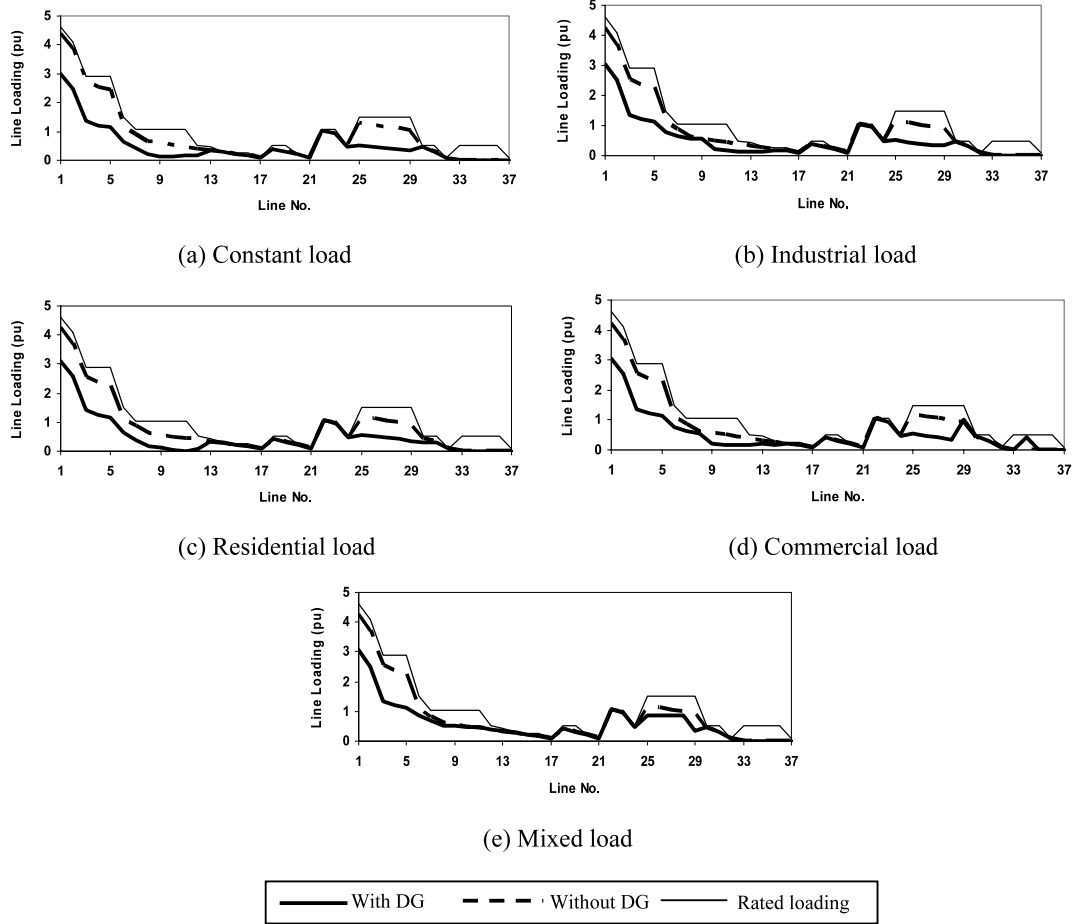 5
4
3
2
1
0
Line Loading (pu)
1 5 9 13 17 21 25 29 33 37
Line No.
(a) Constant load
5
4
3
2
1
0
Line Loading (pu)
1 5 9 13 17 21 25 29 33 37
Line No.
(b) Industrial load
5
4
3
2
1
0
Line Loading (pu)
1 5 9 13 17 21 25 29 33 37
Line No.
(c) Residential load
5
4
3
2
1
0
Line Loading (pu)
1 5 9 13 17 21 25 29 33 37
Line No.
(d) Commercial load
5
4
3
2
1
0
Line Loading (pu)
1 5 9 13 17 21 25 29 33 37
Line No.
(e) Mixed load
With DG Without DG Rated loading